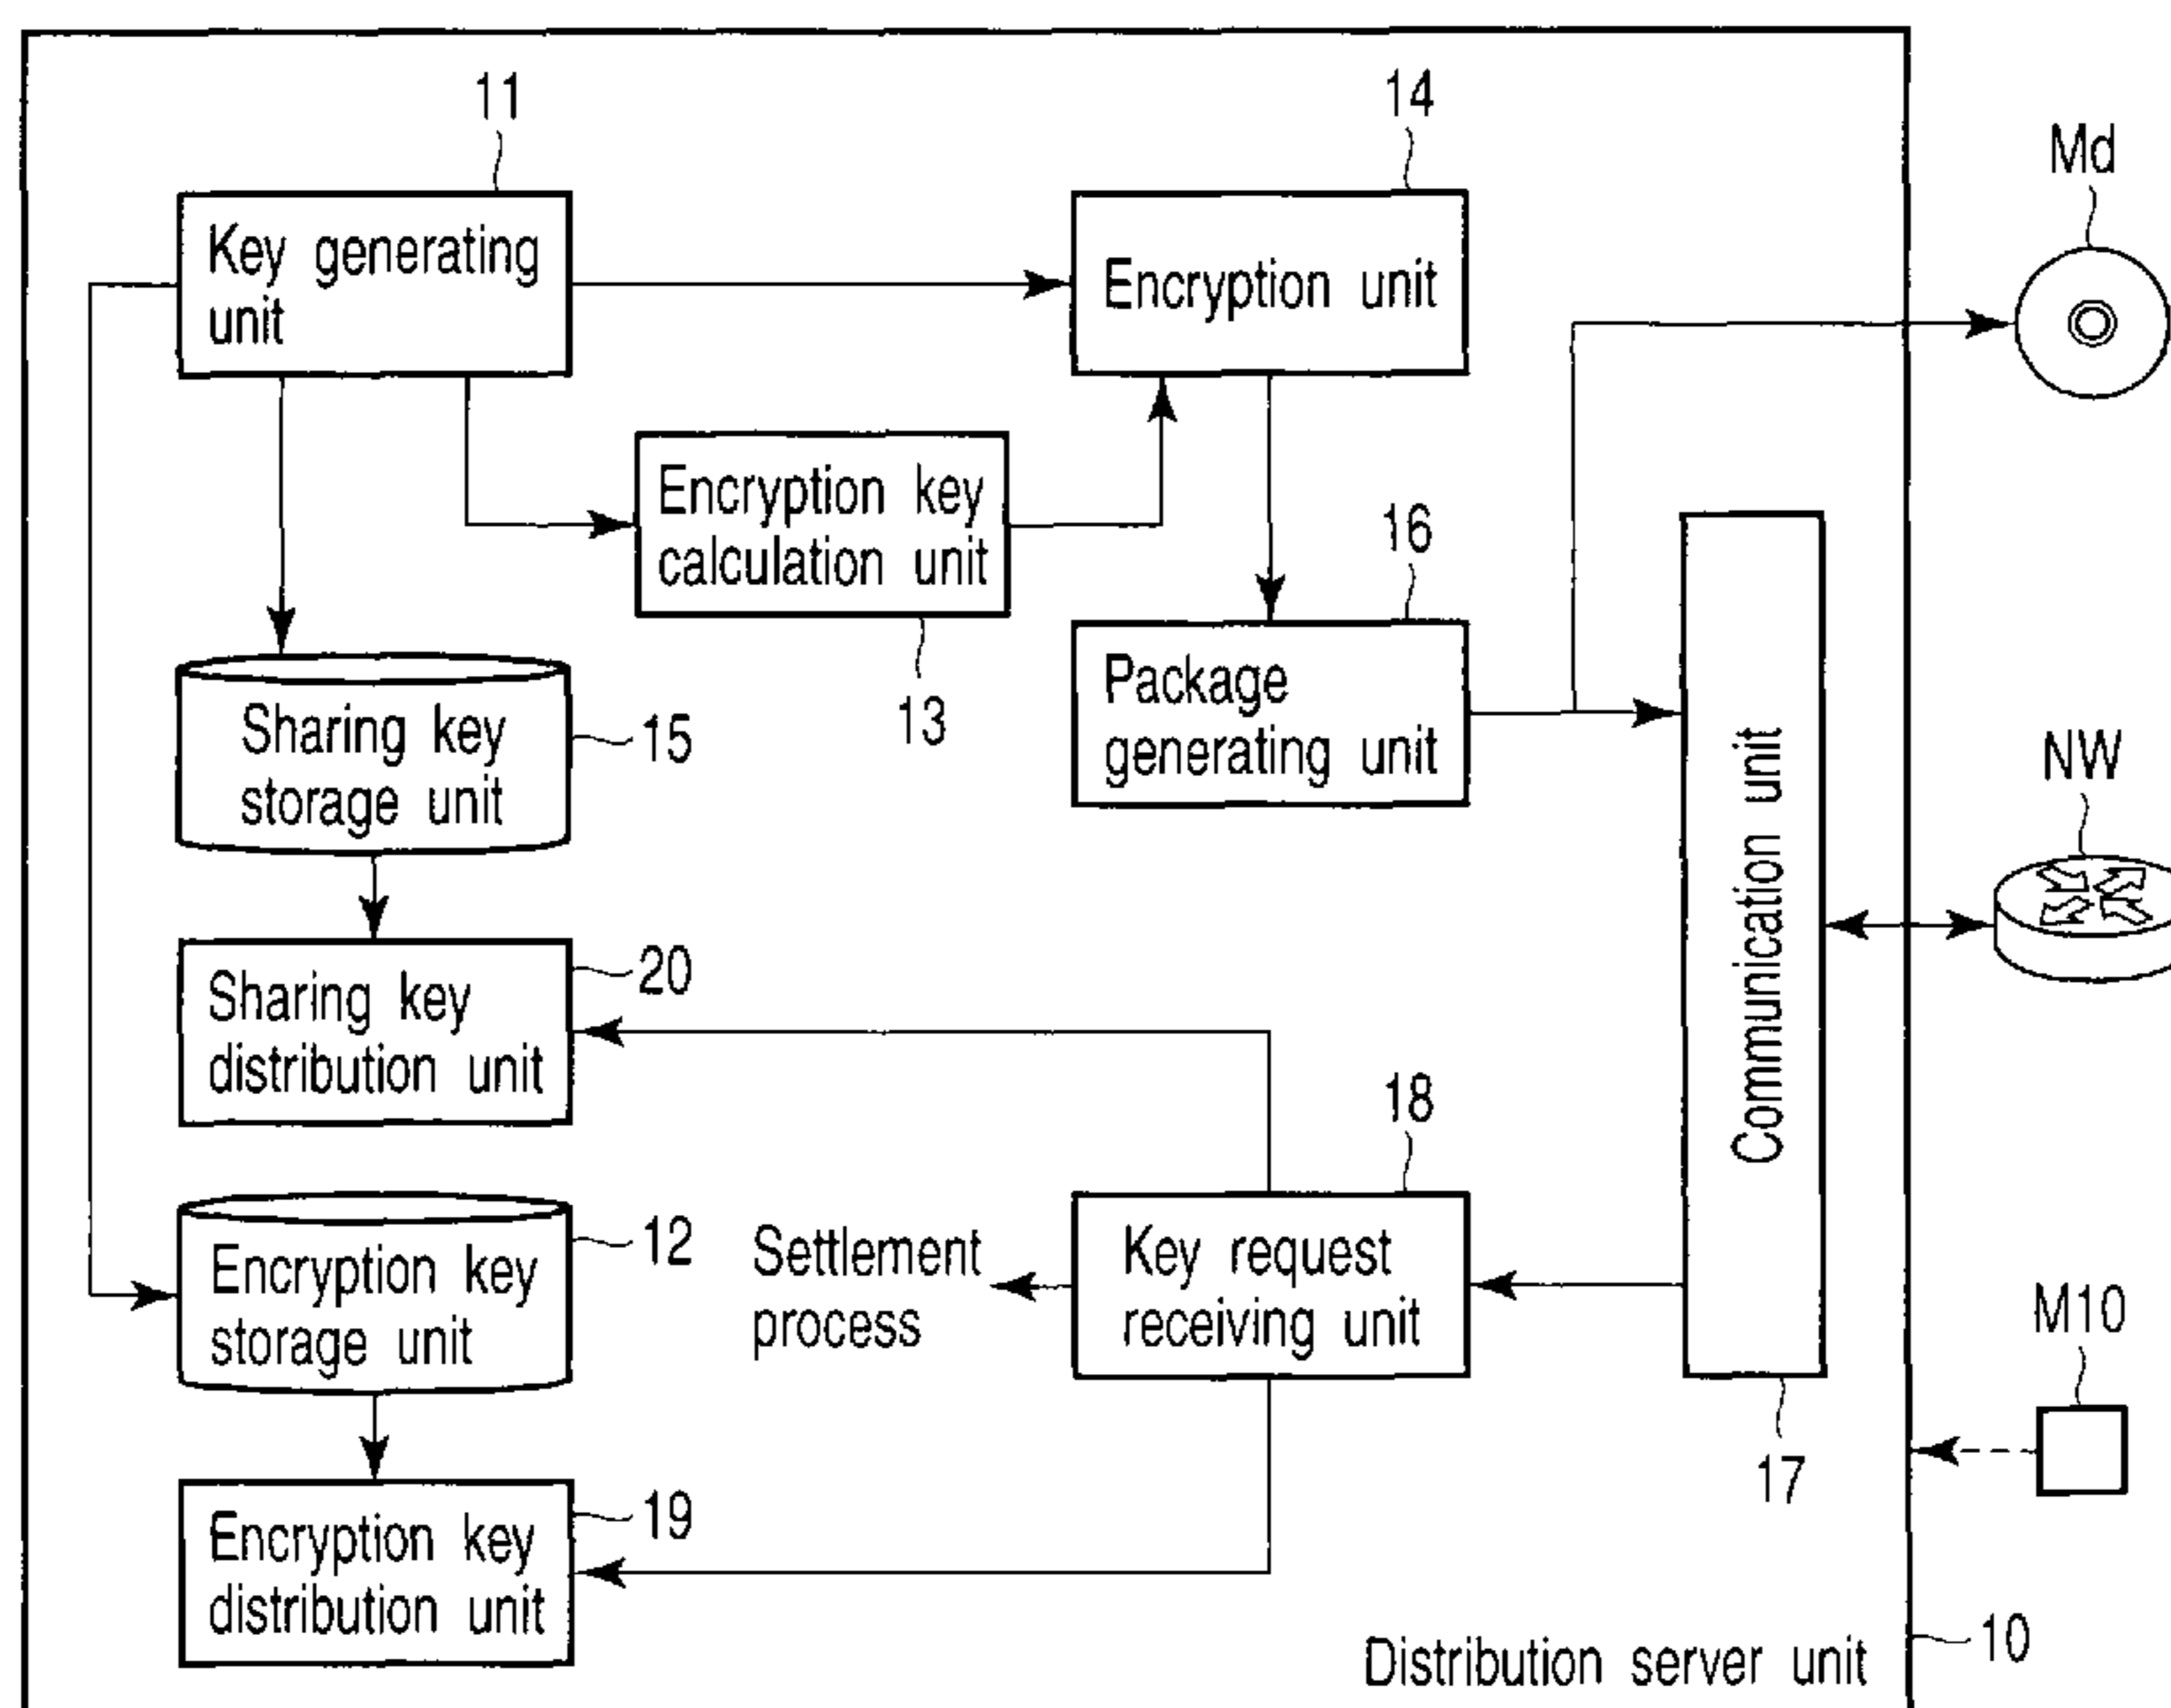 11
14
Md
Key generating
unit
Encryption unit
Encryption key
calculation unit
16
13
Package
generating unit
Sharing key
storage unit
15
Communication unit
NW
20
Sharing key
distribution unit
18
12
Encryption key
storage unit
Settlement
process
Key request
receiving unit
M10
17
19
Encryption key
distribution unit
10
Distribution server unit